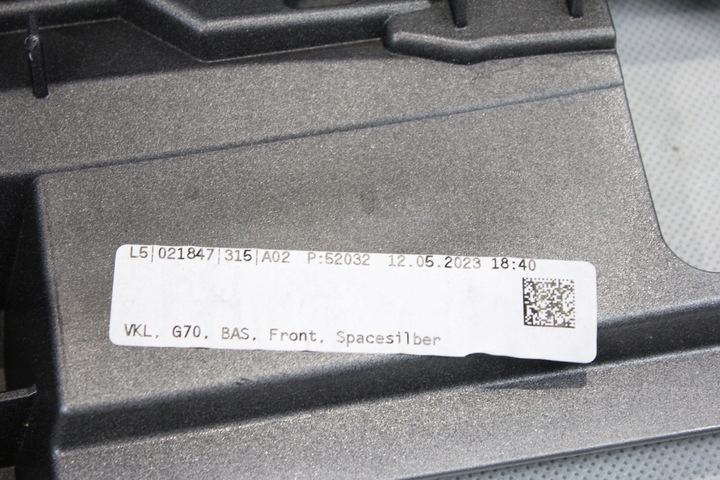 L5|021847|315|A02 P:52032 12.05.2023 18:40
VKL, G70, BAS, Front, Spacesilber